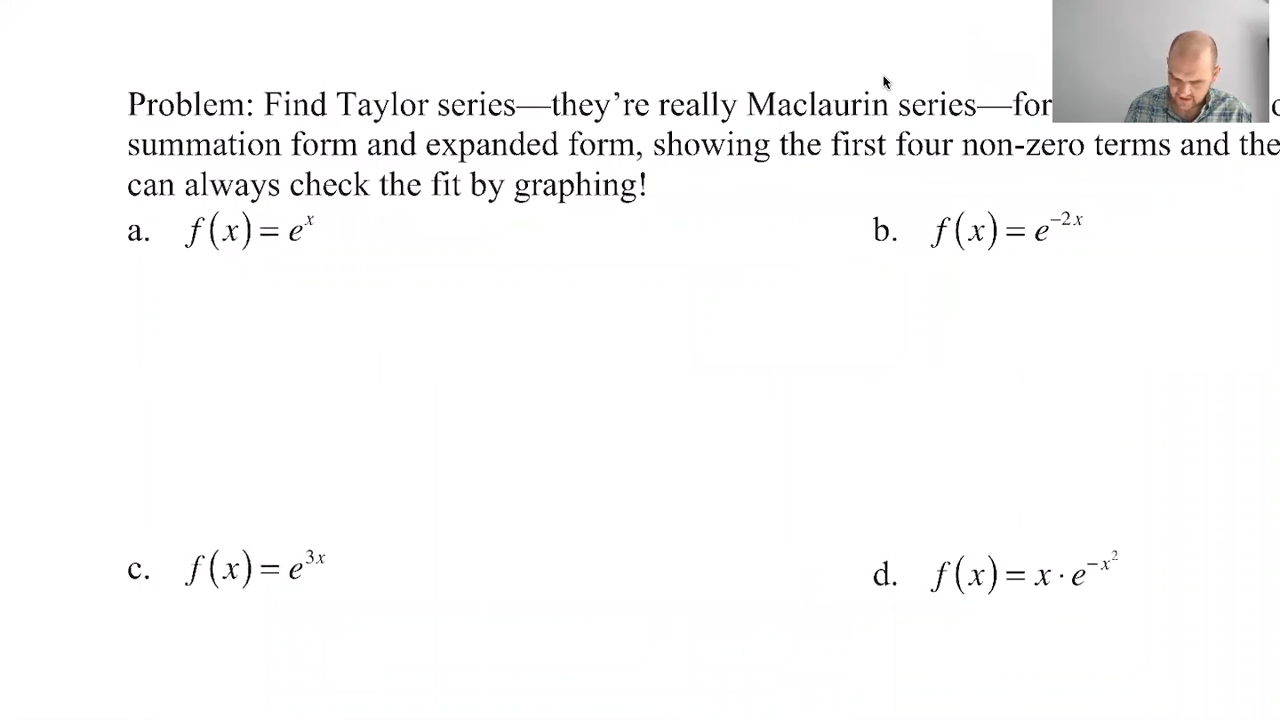 Problem: Find Taylor series—they’re really Maclaurin series—for
summation form and expanded form, showing the first four non-zero terms and the
can always check the fit by graphing!
a. f(x) = e^x b. f(x) = e^{-2x}
c. f(x) = e^{3x} d. f(x) = x · e^{-x^2}